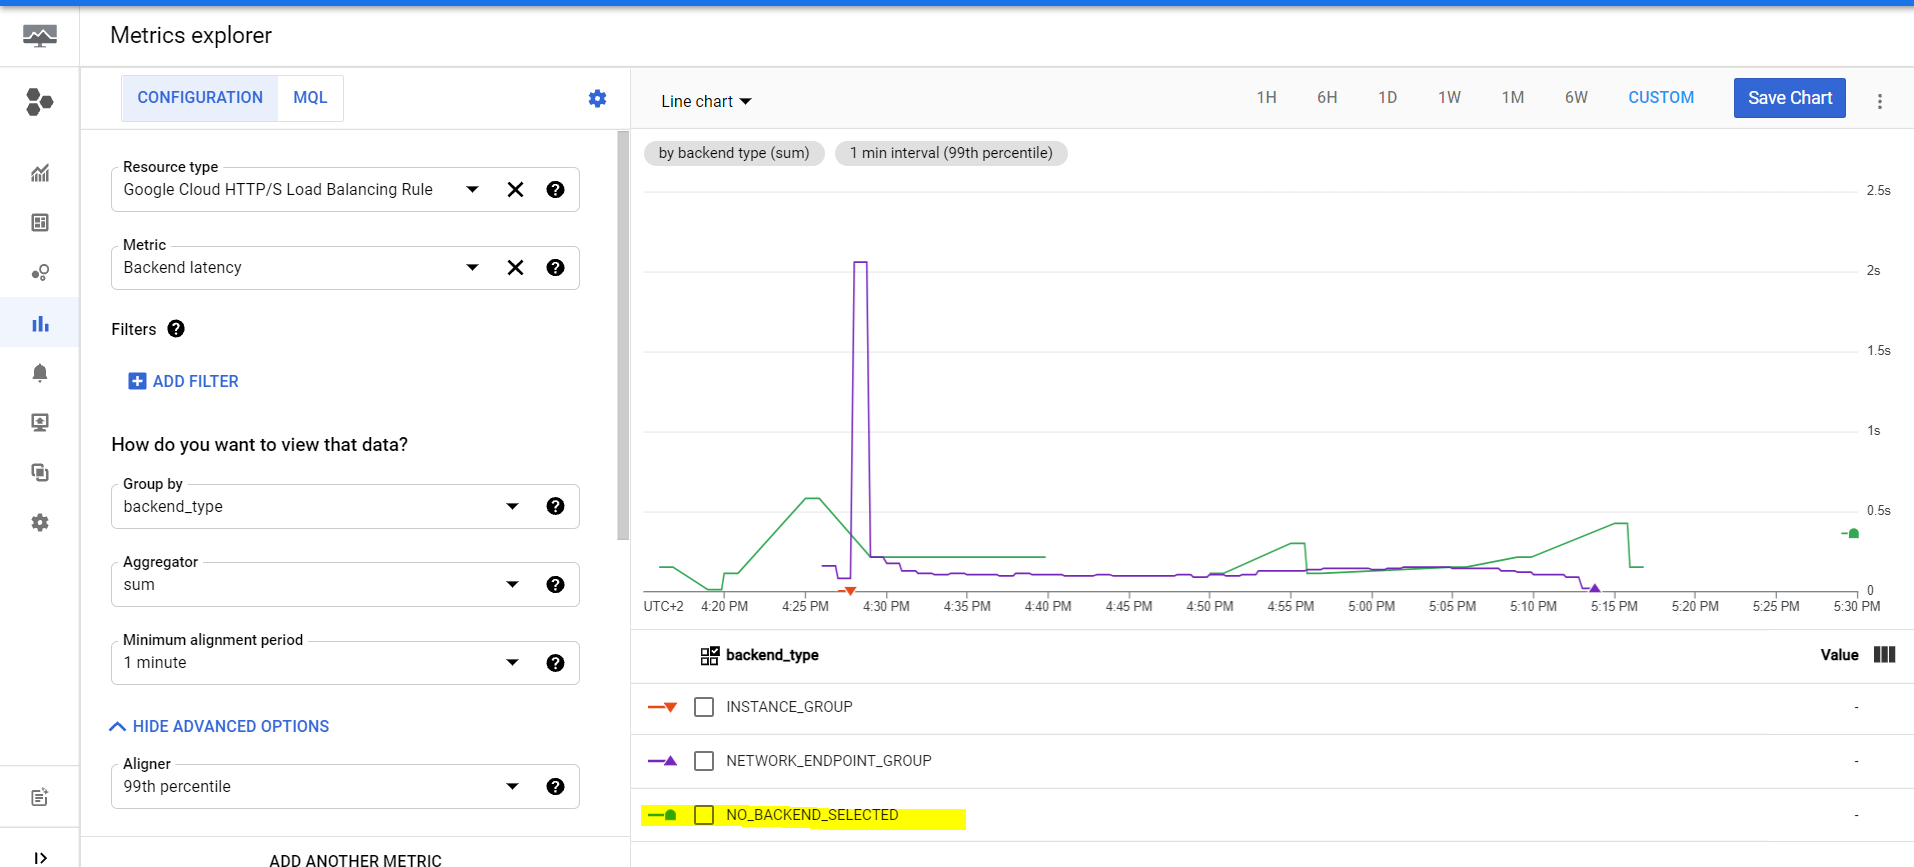 Metrics explorer
CONFIGURATION
MQL
Resource type
Google Cloud HTTP/S Load Balancing Rule
Metric
Backend latency
Filters
ADD FILTER
How do you want to view that data?
Group by
backend_type
Aggregator
sum
Minimum alignment period
1 minute
HIDE ADVANCED OPTIONS
Aligner
99th percentile
ADD ANOTHER METRIC
Line chart
1H 6H 1D 1W 1M 6W CUSTOM
Save Chart
by backend type (sum)
1 min interval (99th percentile)
2.5s
2s
1.5s
1s
0.5s
0
UTC+2 4:20 PM 4:25 PM 4:30 PM 4:35 PM 4:40 PM 4:45 PM 4:50 PM 4:55 PM 5:00 PM 5:05 PM 5:10 PM 5:15 PM 5:20 PM 5:25 PM 5:30 PM
backend_type Value
INSTANCE_GROUP -
NETWORK_ENDPOINT_GROUP -
NO_BACKEND_SELECTED -